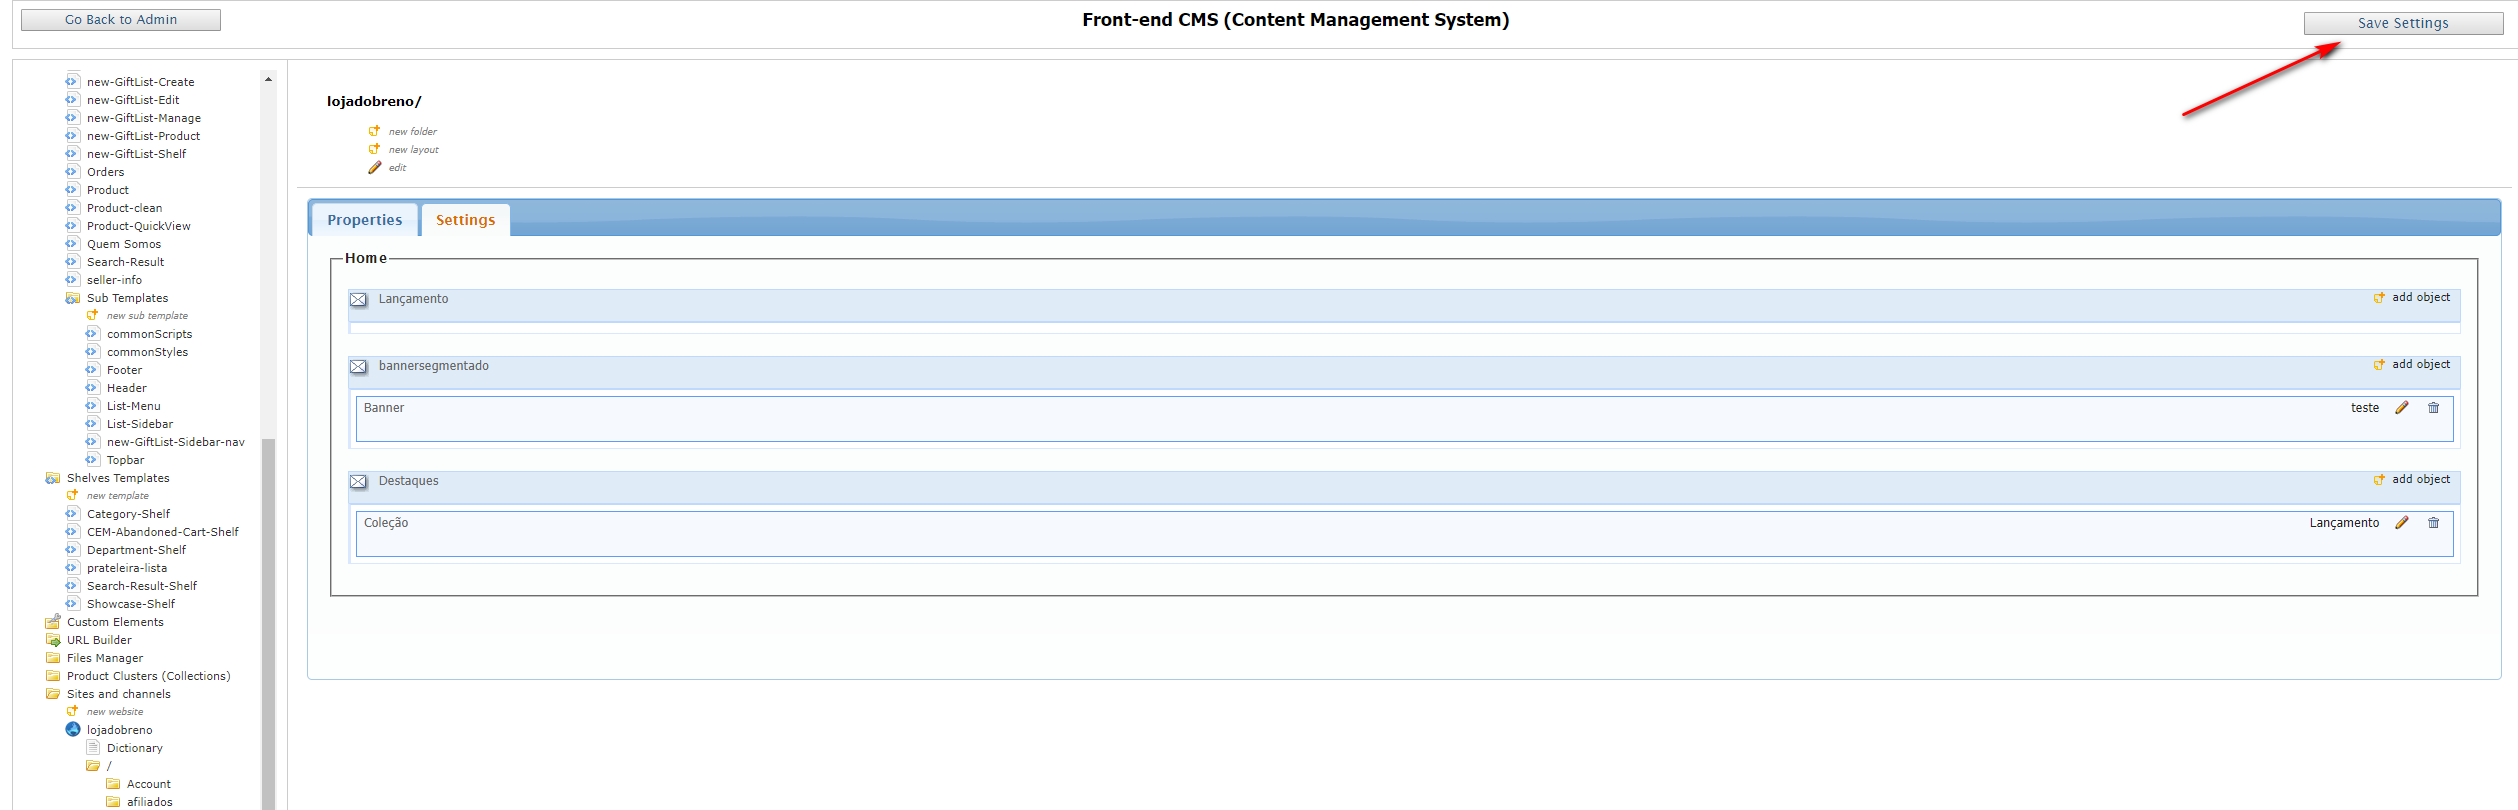 Go Back to Admin
Front-end CMS (Content Management System)
Save Settings
new-GiftList-Create
new-GiftList-Edit
new-GiftList-Manage
new-GiftList-Product
new-GiftList-Shelf
Orders
Product
Product-clean
Product-QuickView
Quem Somos
Search-Result
seller-info
Sub Templates
new sub template
commonScripts
commonStyles
Footer
Header
List-Menu
List-Sidebar
new-GiftList-Sidebar-nav
Topbar
Shelves Templates
new template
Category-Shelf
CEM-Abandoned-Cart-Shelf
Department-Shelf
prateleira-lista
Search-Result-Shelf
Showcase-Shelf
Custom Elements
URL Builder
Files Manager
Product Clusters (Collections)
Sites and channels
new website
lojadobreno
Dictionary
/
Account
afiliados
lojadobreno/
new folder
new layout
edit
Properties
Settings
Home
Lançamento
add object
bannersegmentado
add object
Banner
teste
Destaques
add object
Coleção
Lançamento